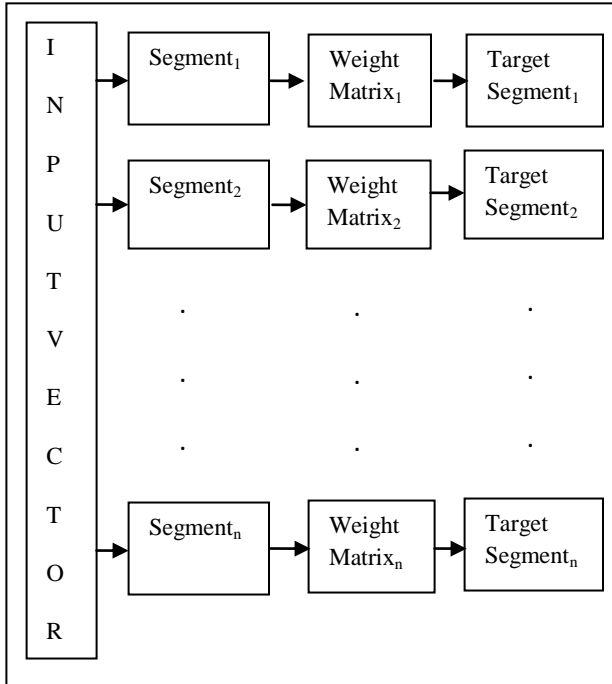 I
N
P
U
T
V
E
C
T
O
R
Segment₁
Weight
Matrix₁
Target
Segment₁
Segment₂
Weight
Matrix₂
Target
Segment₂
. . .
. . .
. . .
Segmentₙ
Weight
Matrixₙ
Target
Segmentₙ